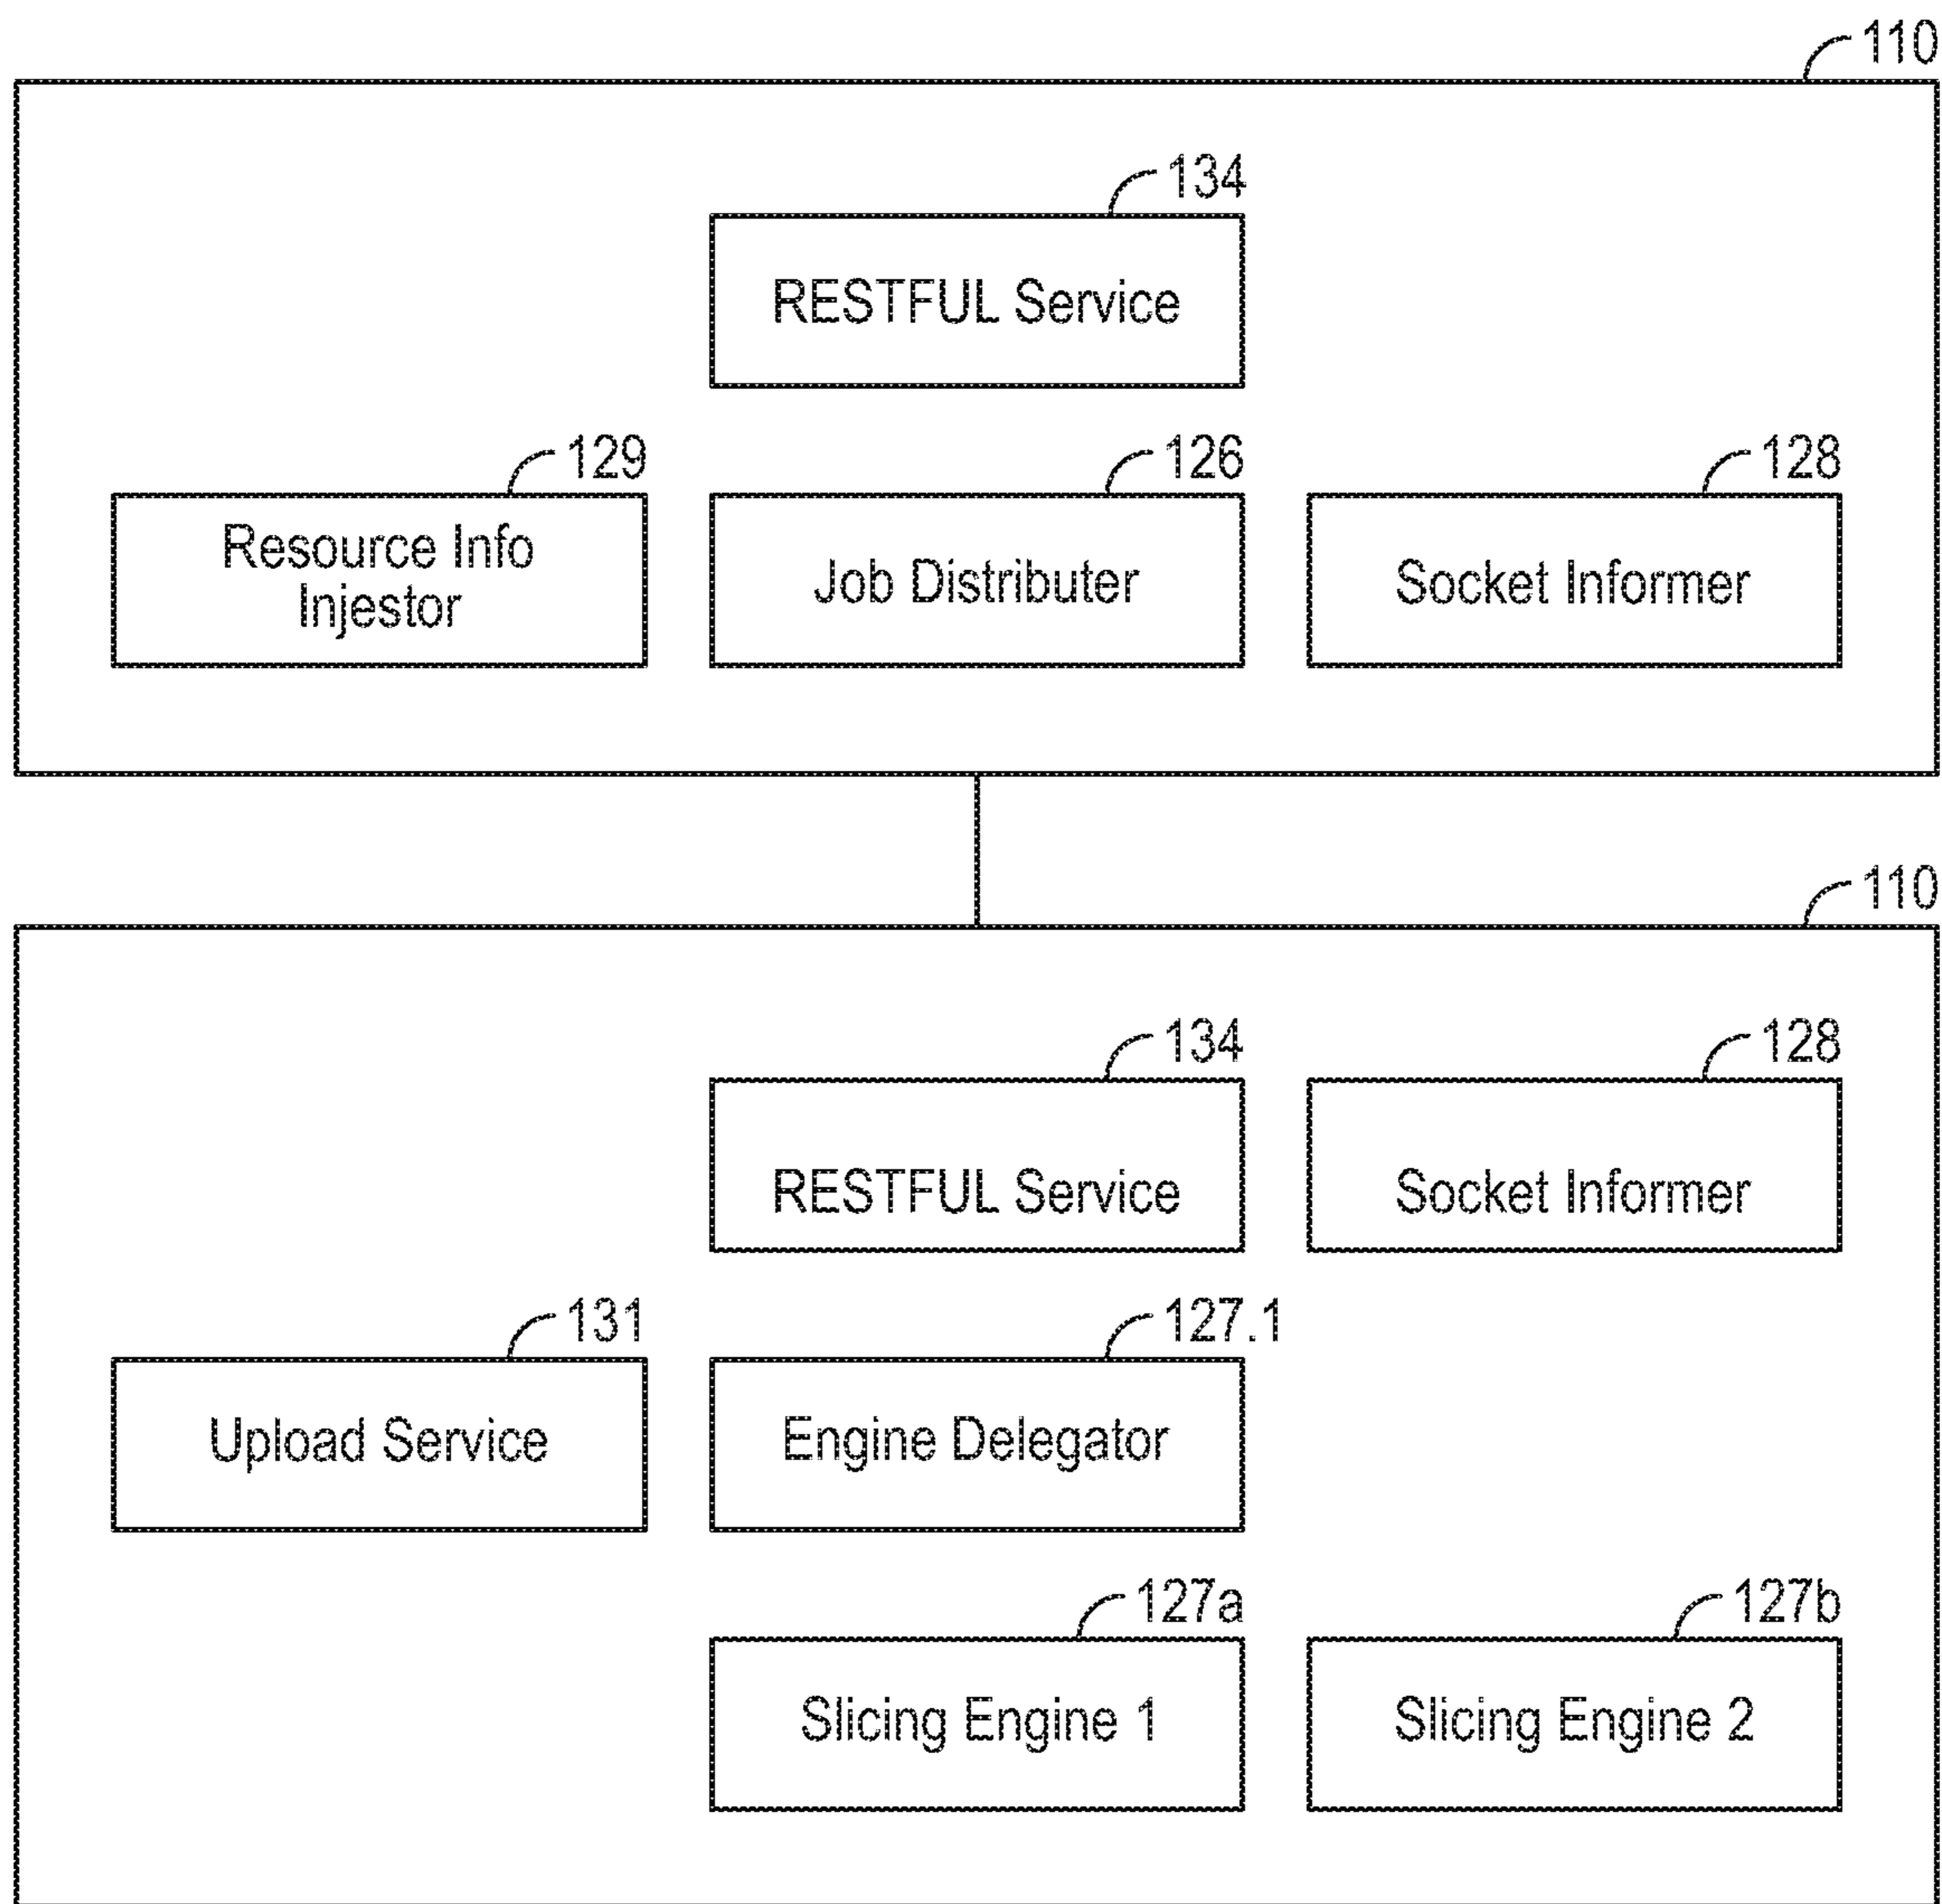 110
134
RESTFUL Service
129
126
128
Resource Info
Injestor
Job Distributer
Socket Informer
110
134
128
RESTFUL Service
Socket Informer
131
127.1
Upload Service
Engine Delegator
127a
127b
Slicing Engine 1
Slicing Engine 2